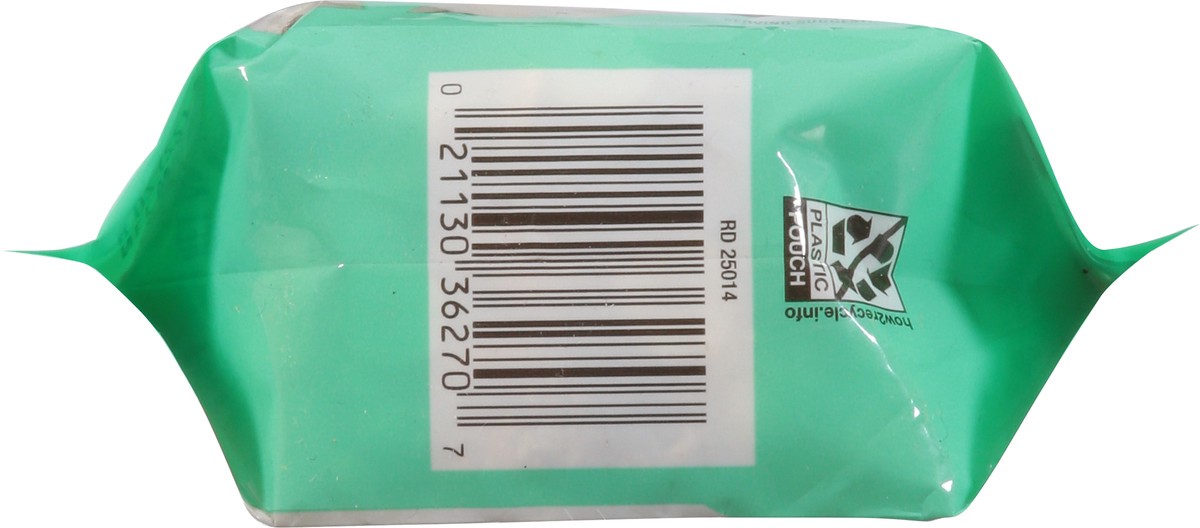 0 21130 36270 7
RD 25014
PLASTIC
POUCH
how2recycle.info